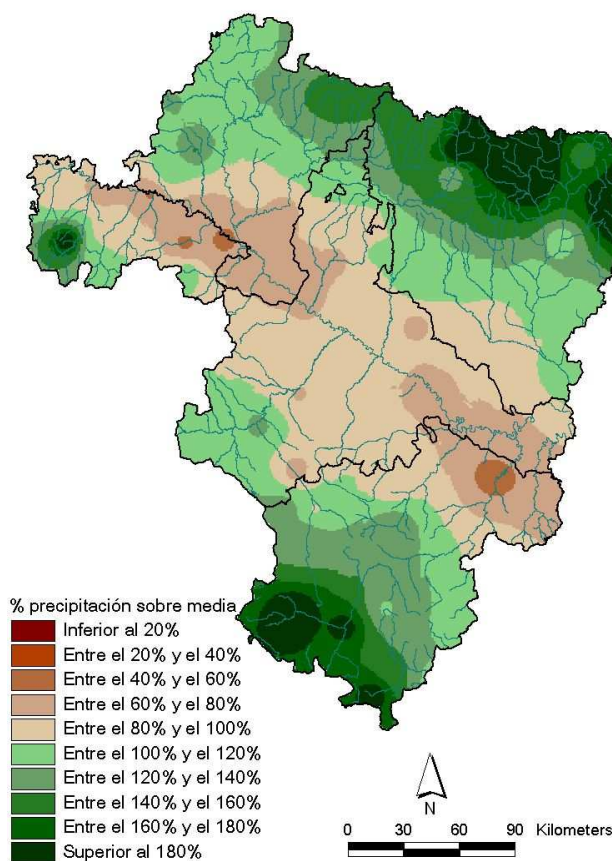 % precipitación sobre media
Inferior al 20%
Entre el 20% y el 40%
Entre el 40% y el 60%
Entre el 60% y el 80%
Entre el 80% y el 100%
Entre el 100% y el 120%
Entre el 120% y el 140%
Entre el 140% y el 160%
Entre el 160% y el 180%
Superior al 180%
N
0 30 60 90 Kilometers